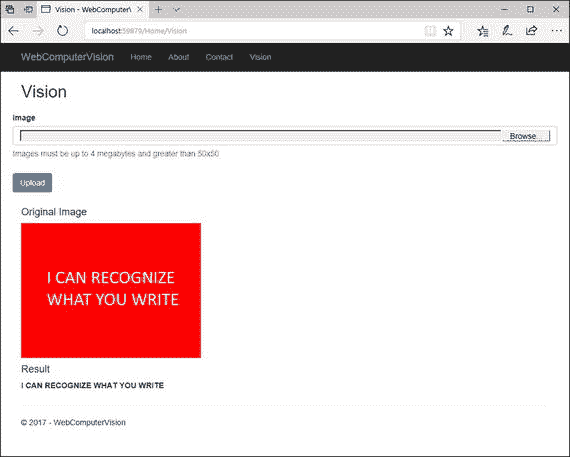 Vision - WebComputerV
localhost:59879/Home/Vision
WebComputerVision Home About Contact Vision
Vision
Image
Browse...
Images must be up to 4 megabytes and greater than 50x50
Upload
Original Image
I CAN RECOGNIZE
WHAT YOU WRITE
Result
I CAN RECOGNIZE WHAT YOU WRITE
© 2017 - WebComputerVision